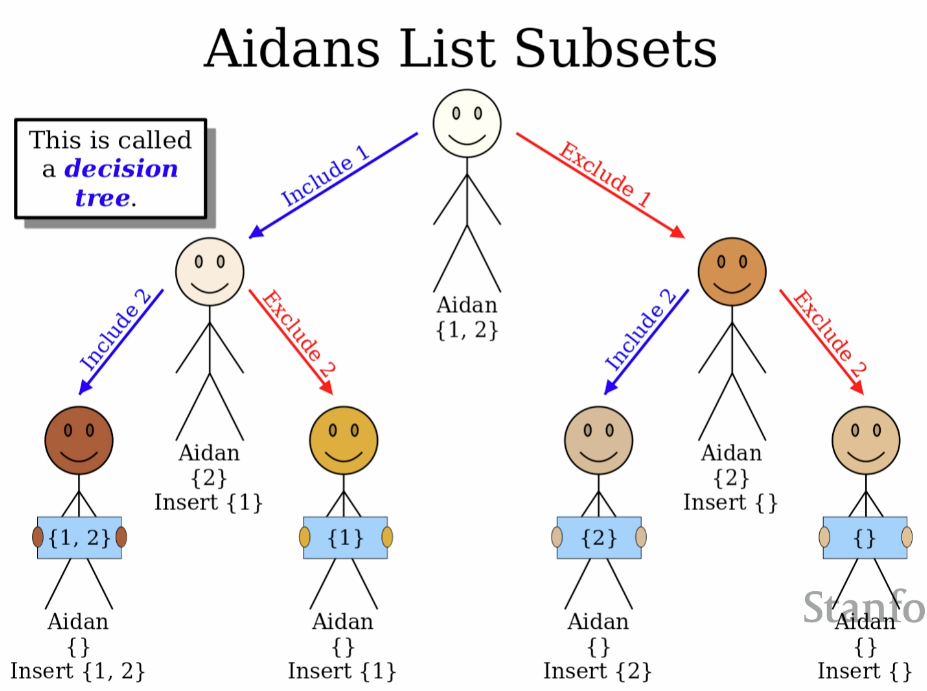 Aidans List Subsets
This is called
a decision
tree.
Include 1
Exclude 1
Aidan
{1, 2}
Include 2
Exclude 2
Include 2
Exclude 2
Aidan
{2}
Insert {1}
Aidan
{2}
Insert {}
{1, 2}
{1}
{2}
{}
Aidan
{}
Insert {1, 2}
Aidan
{}
Insert {1}
Aidan
{}
Insert {2}
Stanfo
Aidan
{}
Insert {}